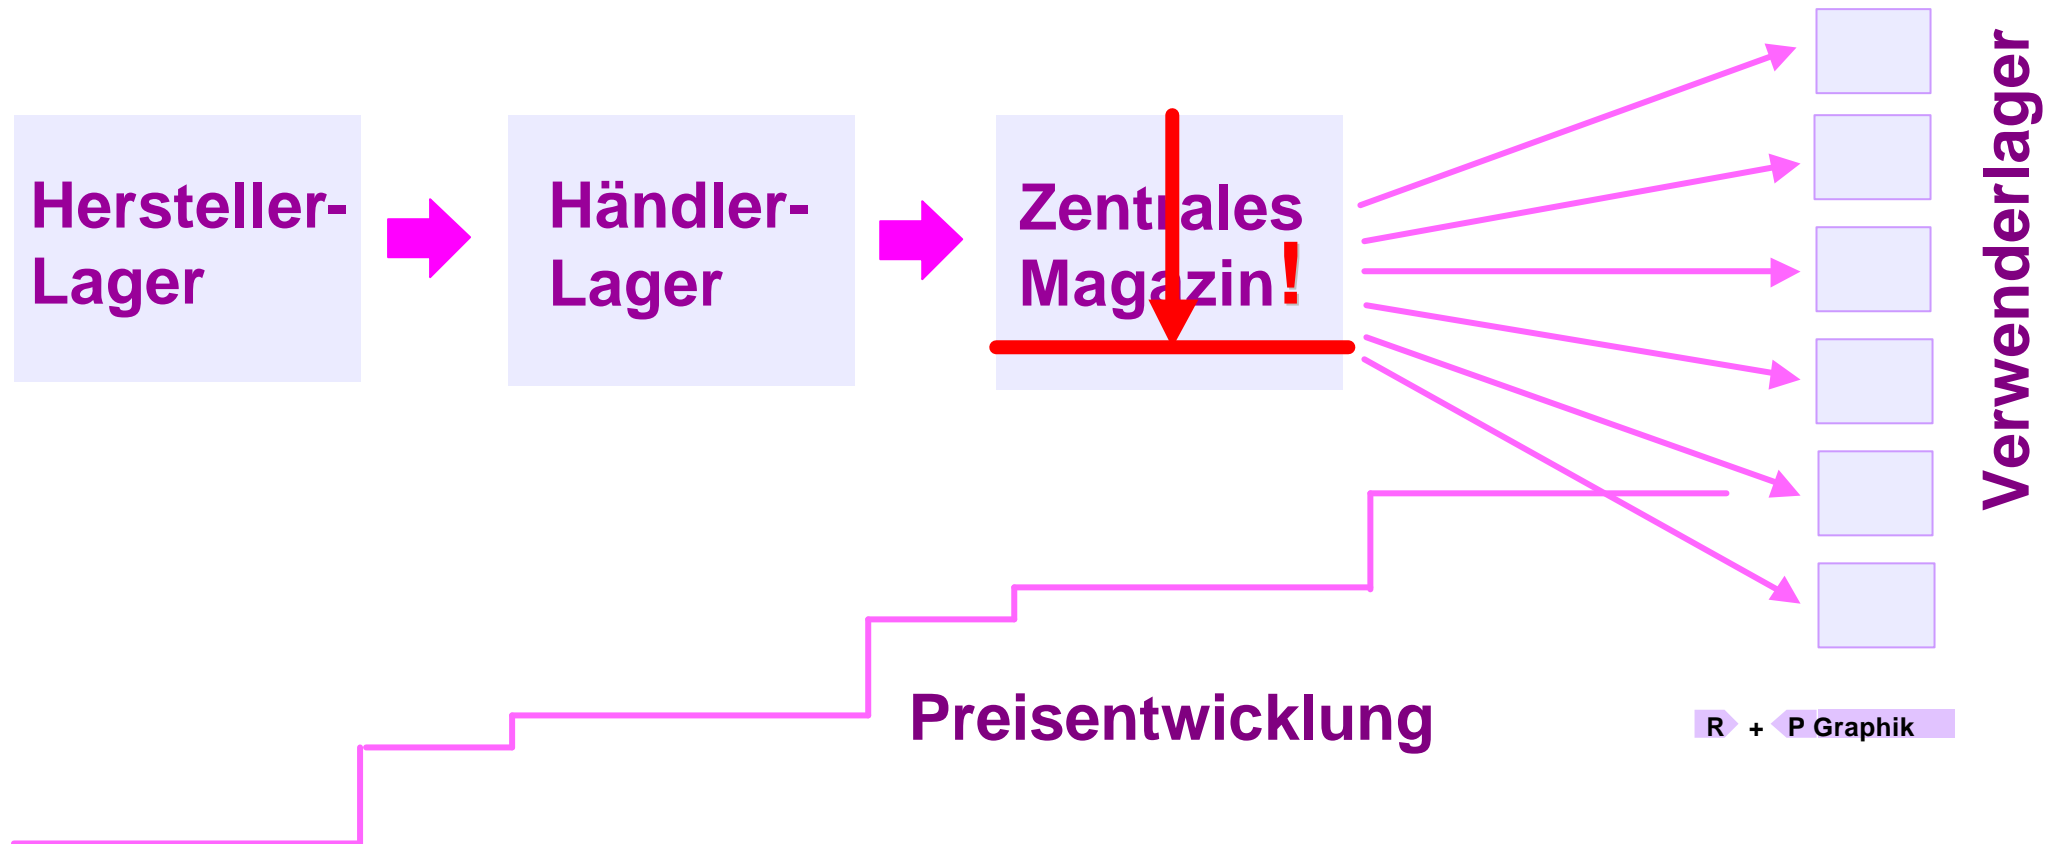 Hersteller-
Lager
Händler-
Lager
Zentrales
Magazin!
Verwenderlager
Preisentwicklung
R + P Graphik